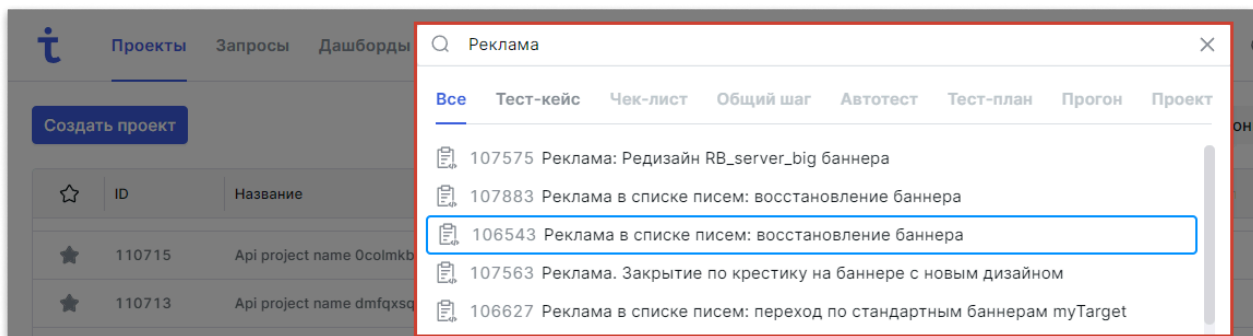 Проекты Запросы Дашборды
Реклама
Все Тест-кейс Чек-лист Общий шаг Автотест Тест-план Прогон Проект
Создать проект
107575 Реклама: Редизайн RB_server_big баннера
107883 Реклама в списке писем: восстановление баннера
ID Название
106543 Реклама в списке писем: восстановление баннера
110715 Api project name 0colmkb
107563 Реклама. Закрытие по крестику на баннере с новым дизайном
110713 Api project name dmfqxsq
106627 Реклама в списке писем: переход по стандартным баннерам myTarget